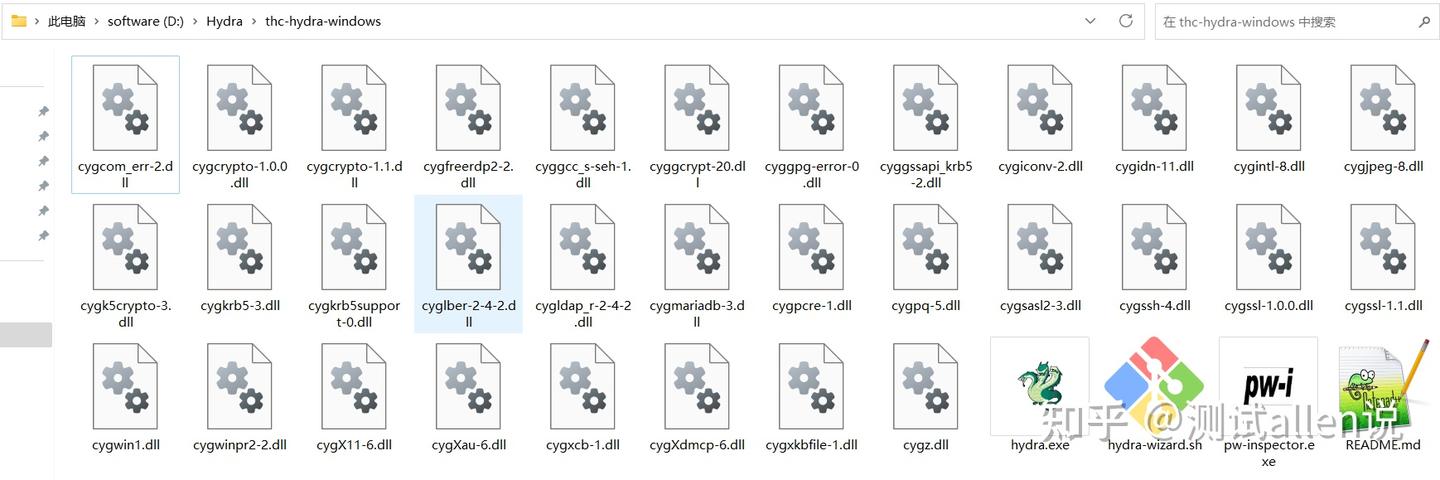 此电脑 software (D:) Hydra thc-hydra-windows
在 thc-hydra-windows 中搜索
cygcom_err-2.d
ll
cygcrypto-1.0.0
.dll
cygcrypto-1.1.d
ll
cygfreerdp2-2.
dll
cyggcc_s-seh-1.
dll
cyggcrypt-20.dl
l
cyggpg-error-0
.dll
cyggssapi_krb5
-2.dll
cygiconv-2.dll
cygidn-11.dll
cygintl-8.dll
cygjpeg-8.dll
cygk5crypto-3.
dll
cygkrb5-3.dll
cygkrb5suppor
t-0.dll
cyglber-2-4-2.d
ll
cygldap_r-2-4-2
.dll
cygmariadb-3.d
ll
cygpcre-1.dll
cygpq-5.dll
cygsasl2-3.dll
cygssh-4.dll
cygssl-1.0.0.dll
cygssl-1.1.dll
cygwin1.dll
cygwinpr2-2.dll
cygX11-6.dll
cygXau-6.dll
cygxcb-1.dll
cygXdmcp-6.dll
cygxkbfile-1.dll
cygz.dll
hydra.exe
hydra-wizard.sh
pw-i
pw-inspector.e
xe
README.md
知乎 @测试allen说